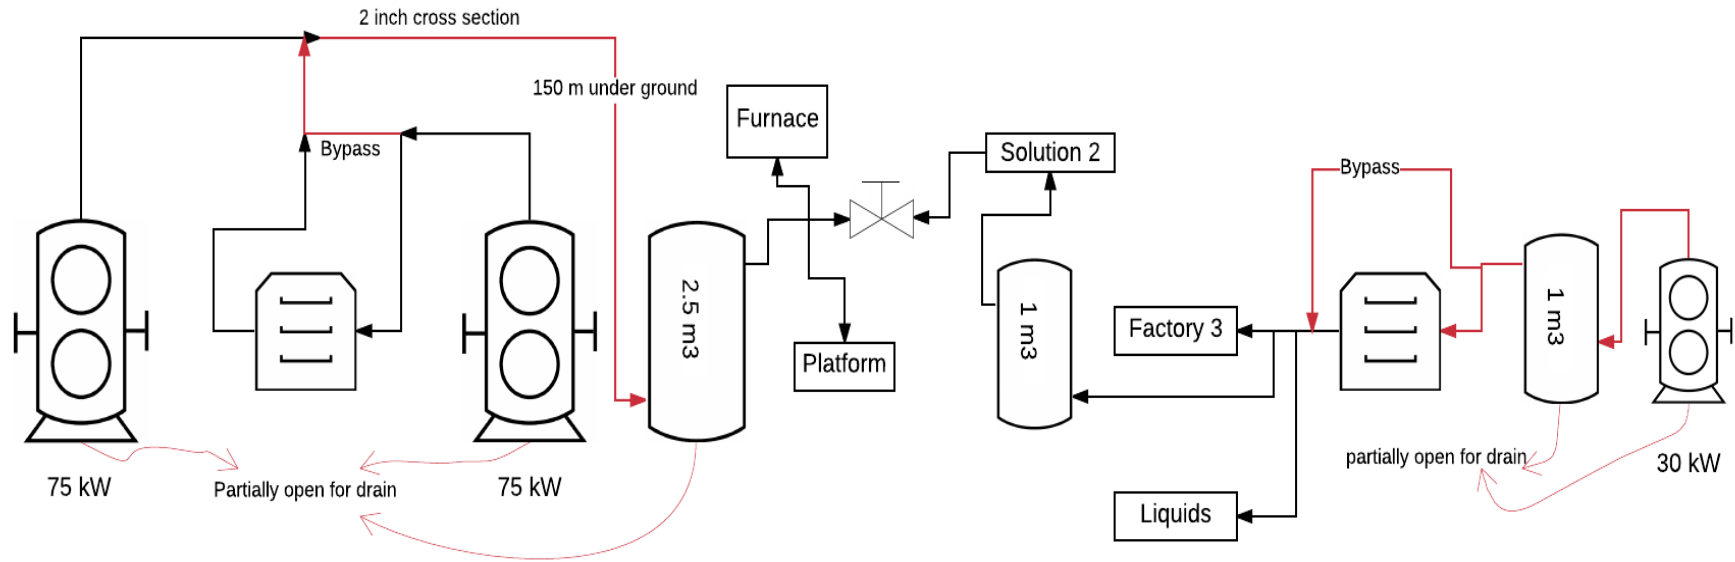 2 inch cross section
150 m under ground
Furnace
Bypass
Solution 2
Bypass
2.5 m3
1 m3
Factory 3
1 m3
Platform
partially open for drain
30 kW
75 kW
Partially open for drain
75 kW
Liquids